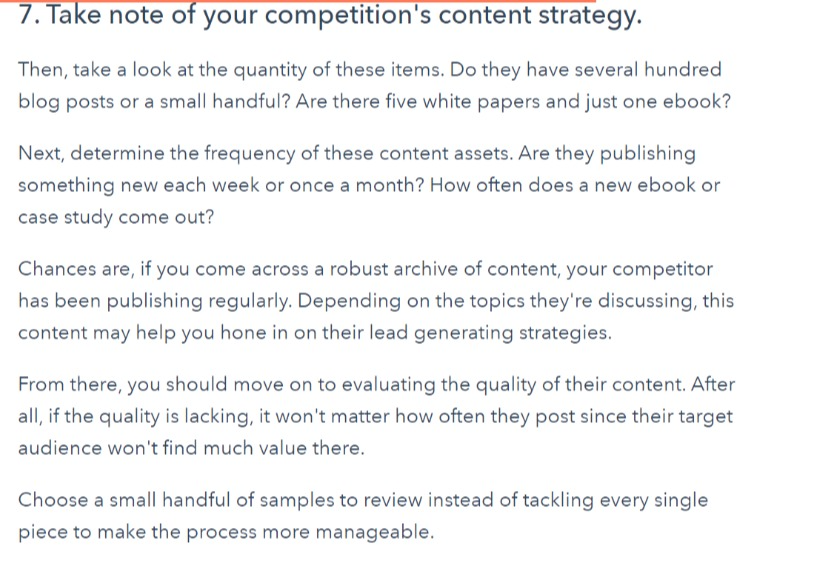 7. Take note of your competition's content strategy.
Then, take a look at the quantity of these items. Do they have several hundred
blog posts or a small handful? Are there five white papers and just one ebook?
Next, determine the frequency of these content assets. Are they publishing
something new each week or once a month? How often does a new ebook or
case study come out?
Chances are, if you come across a robust archive of content, your competitor
has been publishing regularly. Depending on the topics they're discussing, this
content may help you hone in on their lead generating strategies.
From there, you should move on to evaluating the quality of their content. After
all, if the quality is lacking, it won't matter how often they post since their target
audience won't find much value there.
Choose a small handful of samples to review instead of tackling every single
piece to make the process more manageable.